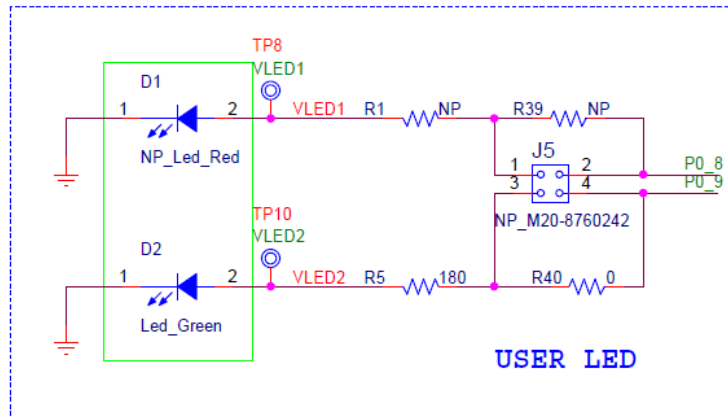 TP8
D1 VLED1
1 2 VLED1 R1 NP R39 NP
NP_Led_Red
J5
1 2 P0_8
3 4 P0_9
NP_M20-8760242
TP10
D2 VLED2
1 2 VLED2 R5 180 R40 0
Led_Green
USER LED